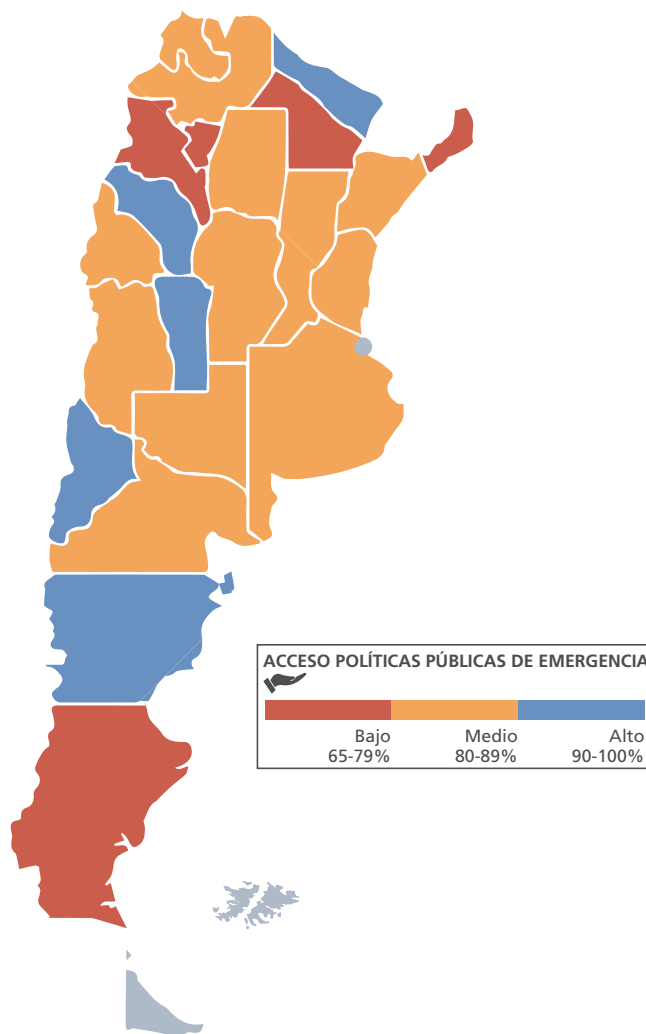 ACCESO POLÍTICAS PÚBLICAS DE EMERGENCIA
Bajo Medio Alto
65-79% 80-89% 90-100%